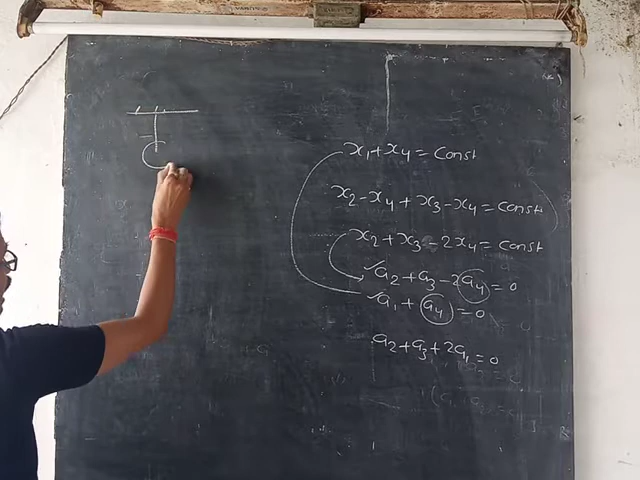 x₁+x₄ = Const
x₂-x₄ + x₃-x₄ = Const
x₂+x₃-2x₄ = Const
✓a₂+a₃-2a₄ = 0
✓a₁ + a₄ = 0
a₂+a₃+2a₁ = 0